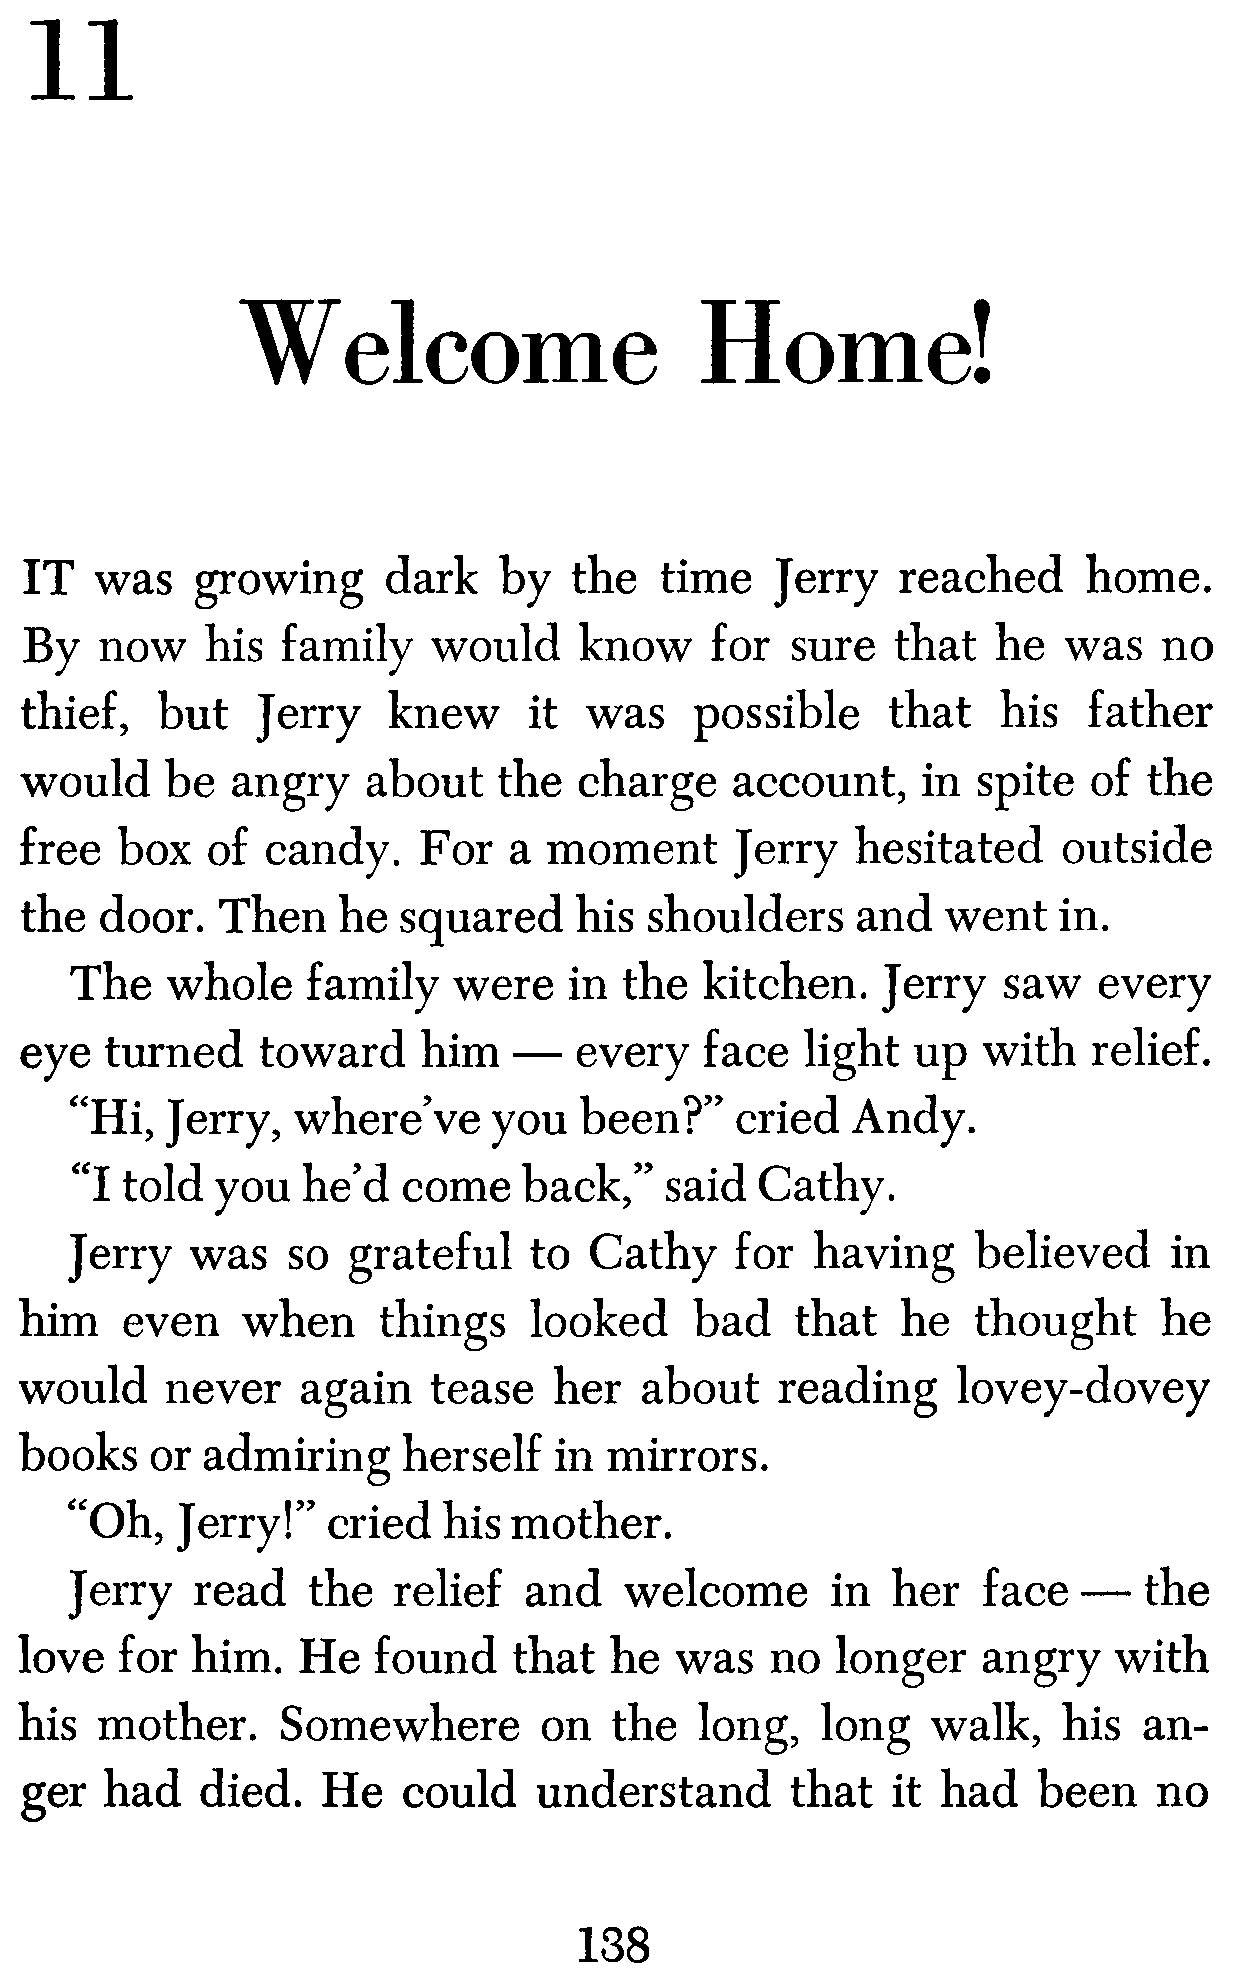 11
Welcome Home!
IT was growing dark by the time Jerry reached home.
By now his family would know for sure that he was no
thief, but Jerry knew it was possible that his father
would be angry about the charge account, in spite of the
free box of candy. For a moment Jerry hesitated outside
the door. Then he squared his shoulders and went in.
The whole family were in the kitchen. Jerry saw every
eye turned toward him — every face light up with relief.
“Hi, Jerry, where’ve you been?” cried Andy.
“I told you he’d come back,” said Cathy.
Jerry was so grateful to Cathy for having believed in
him even when things looked bad that he thought he
would never again tease her about reading lovey-dovey
books or admiring herself in mirrors.
“Oh, Jerry!” cried his mother.
Jerry read the relief and welcome in her face — the
love for him. He found that he was no longer angry with
his mother. Somewhere on the long, long walk, his an-
ger had died. He could understand that it had been no
138